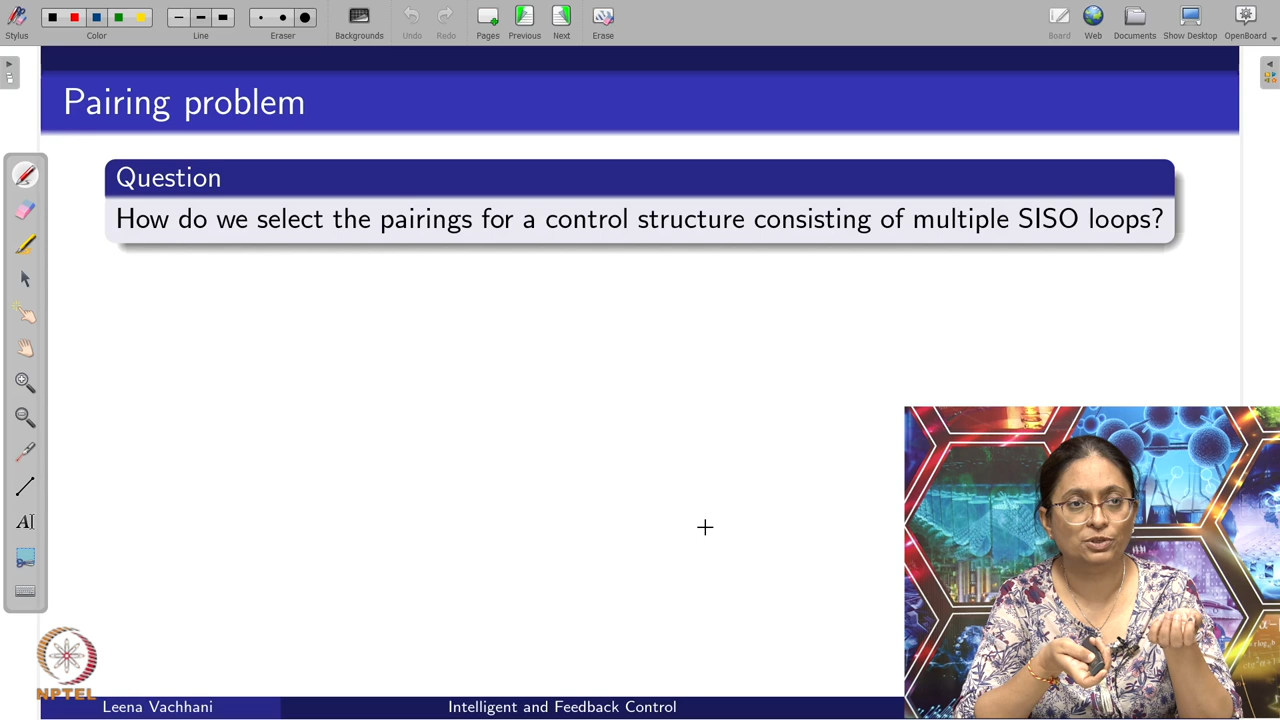 Stylus
Color
Line
Eraser
Backgrounds
Undo
Redo
Pages
Previous
Next
Erase
Board
Web
Documents
Show Desktop
OpenBoard
Pairing problem
Question
How do we select the pairings for a control structure consisting of multiple SISO loops?
NPTEL
Leena Vachhani
Intelligent and Feedback Control